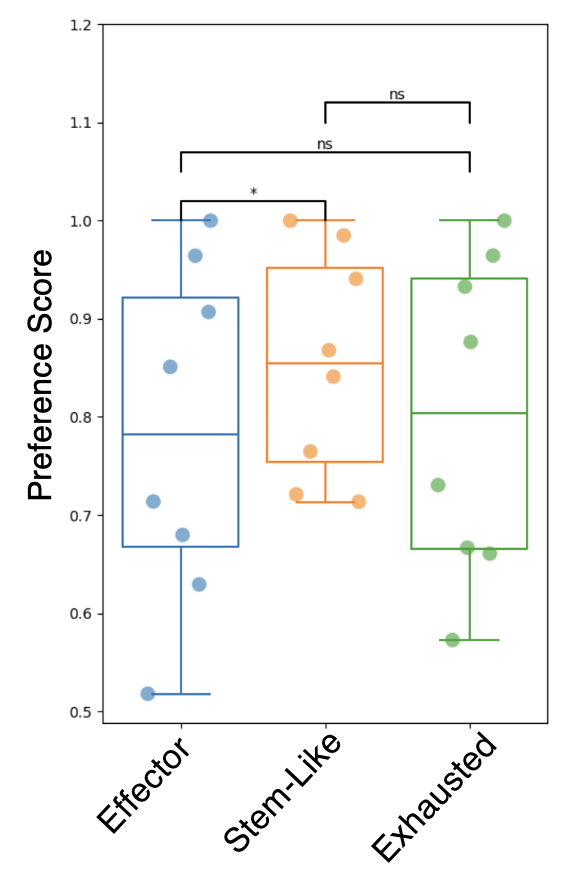 1.2
1.1
1.0
0.9
0.8
0.7
0.6
0.5
Preference Score
ns
ns
*
Effector
Stem-Like
Exhausted